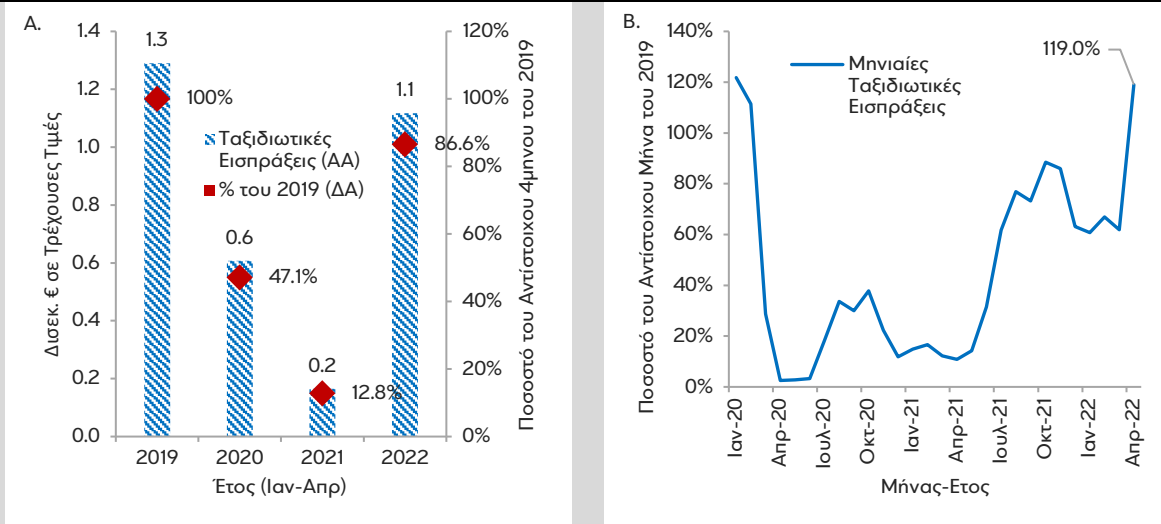 A.
Δισεκ. € σε Τρέχουσες Τιμές
1.4
1.2
1.0
0.8
0.6
0.4
0.2
0.0
1.3
100%
0.6
47.1%
0.2
12.8%
1.1
86.6%
Ταξιδιωτικές
Εισπράξεις (ΑΑ)
% του 2019 (ΔΑ)
120%
100%
80%
60%
40%
20%
0%
Ποσοστό του Αντίστοιχου 4μηνου του 2019
2019
2020
2021
2022
Έτος (Ιαν-Απρ)
B.
Ποσοστό του Αντίστοιχου Μήνα του 2019
140%
120%
100%
80%
60%
40%
20%
0%
Μηνιαίες
Ταξιδιωτικές
Εισπράξεις
119.0%
Ιαν-20
Απρ-20
Ιουλ-20
Οκτ-20
Ιαν-21
Απρ-21
Ιουλ-21
Οκτ-21
Ιαν-22
Απρ-22
Μήνας-Ετος